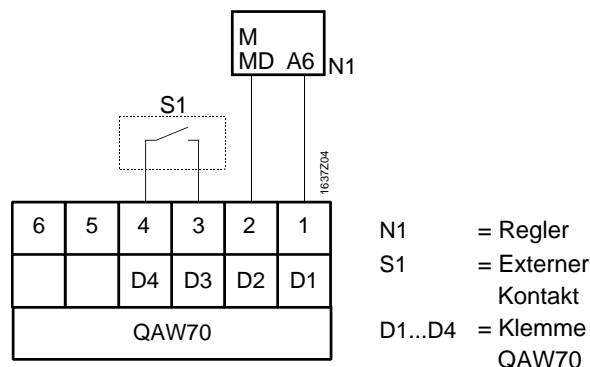 M
MD A6 N1
S1
1637Z04
6 5 4 3 2 1
D4 D3 D2 D1
QAW70
N1 = Regler
S1 = Externer
Kontakt
D1...D4 = Klemme
QAW70